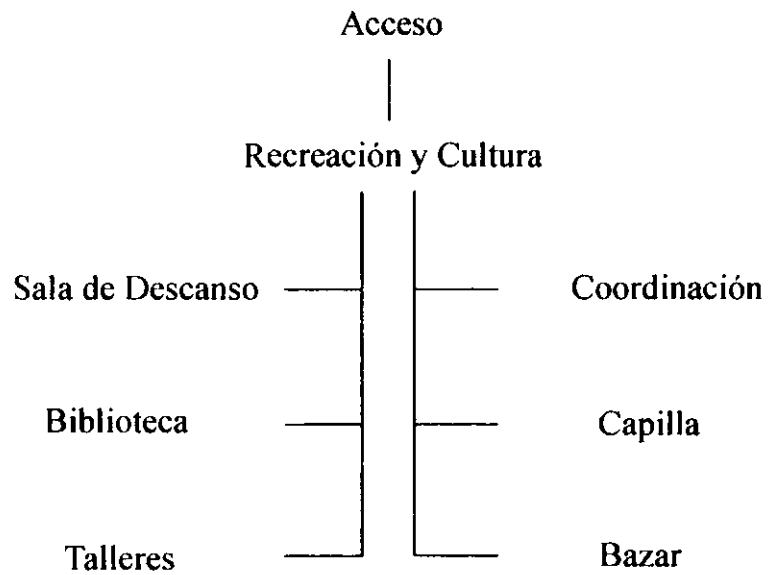 Acceso
Recreación y Cultura
Sala de Descanso
Coordinación
Biblioteca
Capilla
Talleres
Bazar